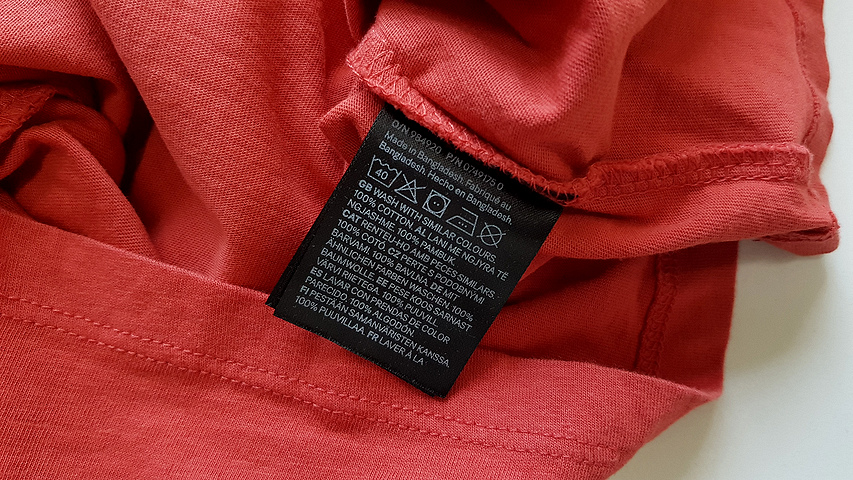 O/N 984920 P/N 0749178 0
Made in Bangladesh. Fabriqué au
Bangladesh. Hecho en Bangladesh.
40
GB WASH WITH SIMILAR COLOURS.
100% COTTON. AL LANI ME NGJYRA TË
NGJASHME. 100% PAMBUK.
CAT RENTEU-HO AMB PECES SIMILARS
100% COTÓ. CZ PERTE S PODOBNÝMI
BARVAMI. 100% BAVLNA. DE MIT
ÄHNLICHEN FARBEN WASCHEN. 100%
BAUMWOLLE. EE PESE KOOS SARNAST
VÄRVI RIIETEGA. 100% PUUVILL.
ES LAVAR CON PRENDAS DE COLOR
PARECIDO. 100% ALGODÓN.
FI PESTÄÄN SAMANVÄRISTEN KANSSA.
100% PUUVILLAA. FR LAVER À LA